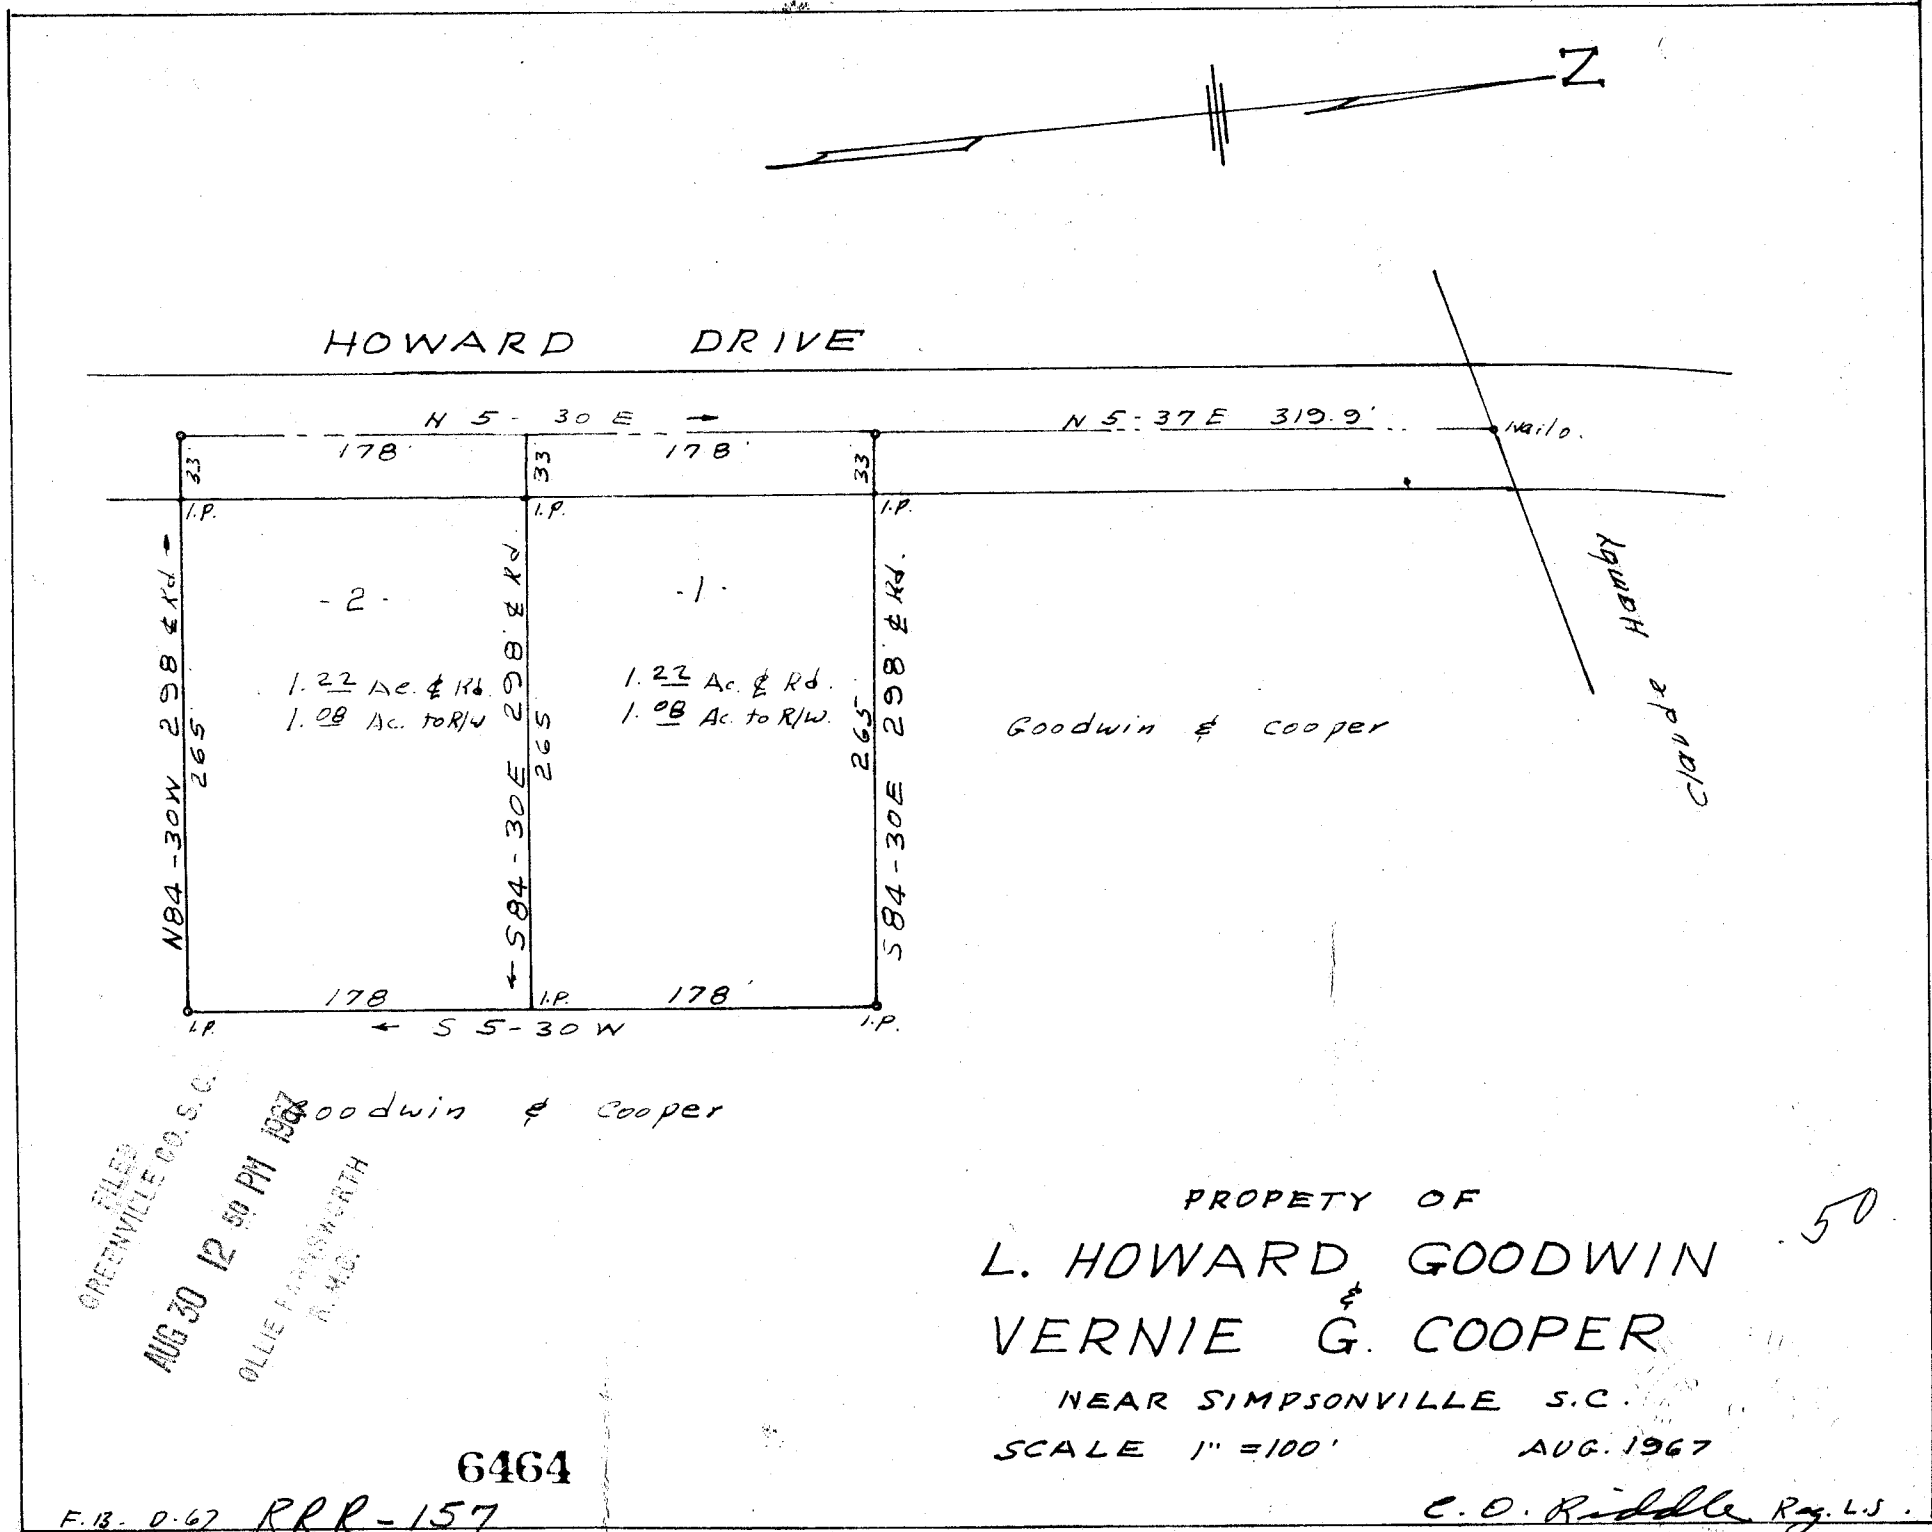 Z
HOWARD DRIVE
N 5-30 E →
178' 178'
N 5-37 E 319.9'
Nail o.
33 33 33
I.P. I.P. I.P.
N84-30W 298 ₵ Rd →
265
-2-
1.22 Ac. ₵ Rd.
1.08 Ac. to R/W
← S84-30E 298' ₵ Rd.
265
-1-
1.22 Ac. ₵ Rd.
1.08 Ac. to R/W.
S84-30E 298' ₵ Rd.
265
Goodwin & Cooper
Claude Hamby
178 I.P. 178'
I.P. ← S 5-30 W I.P.
Goodwin & Cooper
FILED
GREENVILLE CO. S. C.
AUG 30 12 50 PM 1967
OLLIE FARNSWORTH
R. M.C.
PROPETY OF
L. HOWARD GOODWIN
&
VERNIE G. COOPER
NEAR SIMPSONVILLE S.C.
SCALE 1" = 100' AUG. 1967
.50
6464
F.B. D-67 RRR-157
C. O. Riddle Reg. L.S.